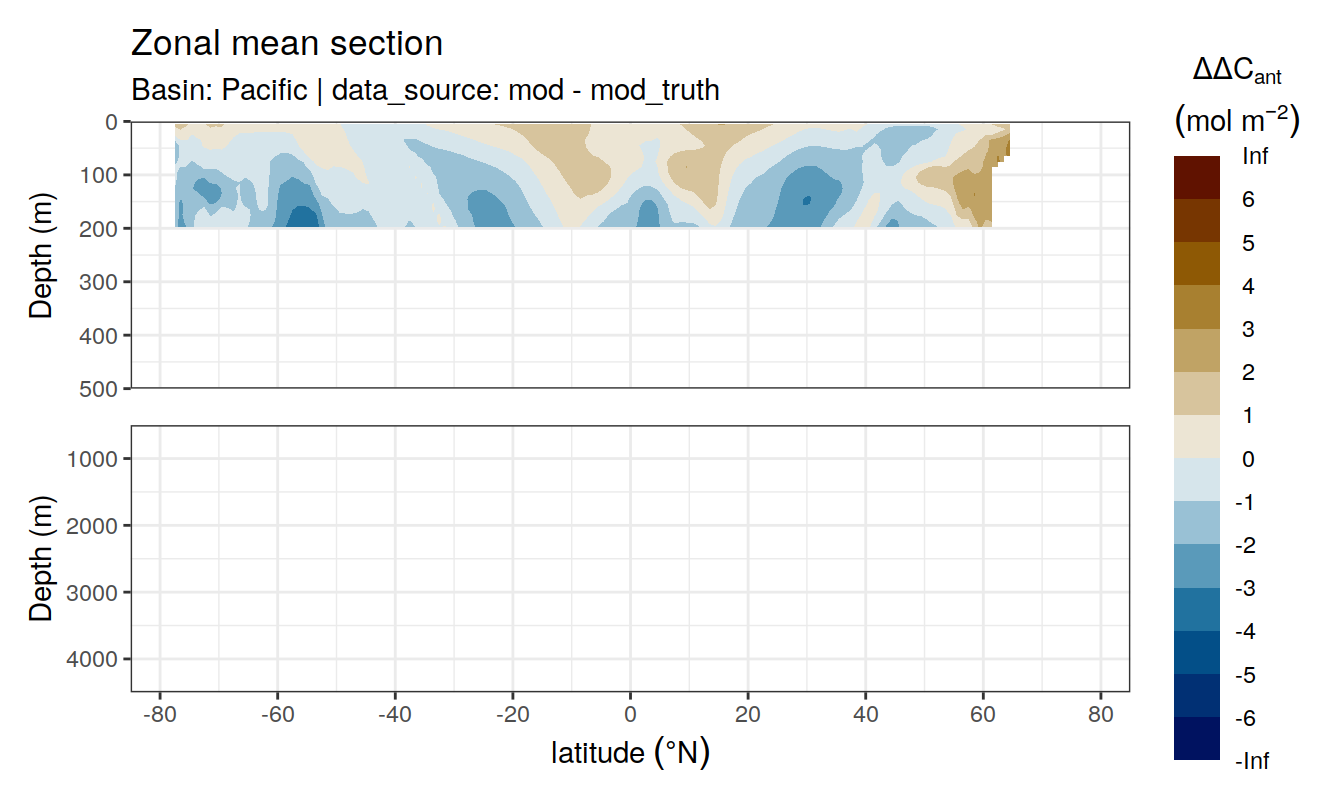 Zonal mean section
Basin: Pacific | data_source: mod - mod_truth
ΔΔCant
(mol m−2)
Inf
6
5
4
3
2
1
0
-1
-2
-3
-4
-5
-6
-Inf
Depth (m)
0
100
200
300
400
500
Depth (m)
1000
2000
3000
4000
-80 -60 -40 -20 0 20 40 60 80
latitude (°N)